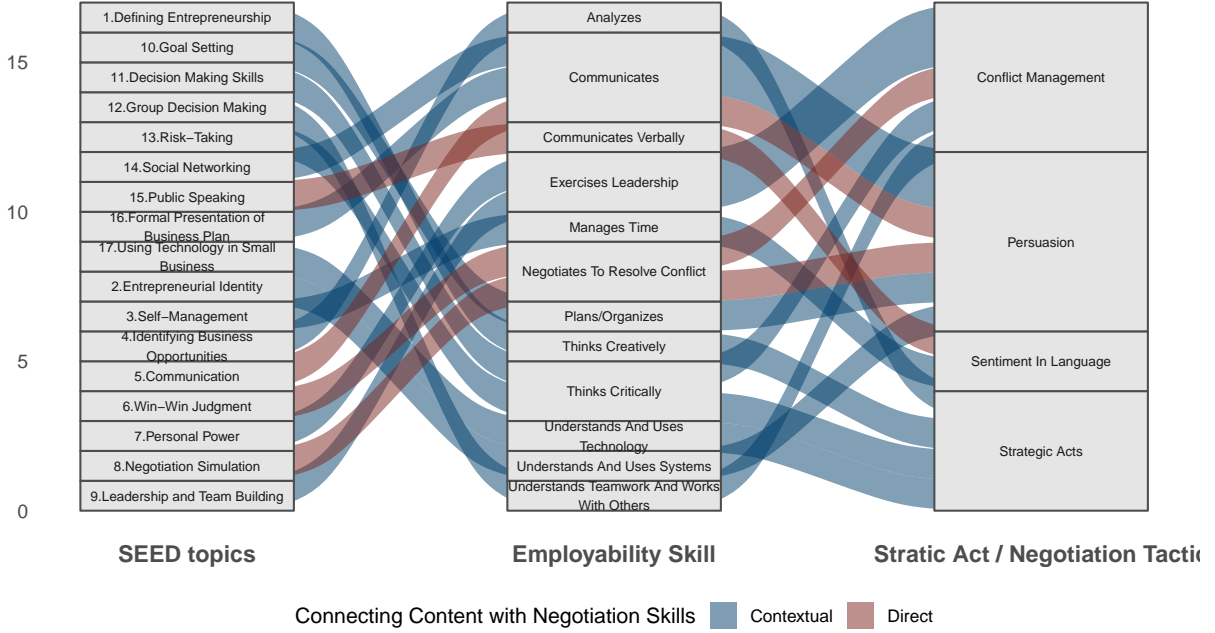 1.Defining Entrepreneurship
10.Goal Setting
11.Decision Making Skills
12.Group Decision Making
13.Risk−Taking
14.Social Networking
15.Public Speaking
16.Formal Presentation of
Business Plan
17.Using Technology in Small
Business
2.Entrepreneurial Identity
3.Self−Management
4.Identifying Business
Opportunities
5.Communication
6.Win−Win Judgment
7.Personal Power
8.Negotiation Simulation
9.Leadership and Team Building
Analyzes
Communicates
Communicates Verbally
Exercises Leadership
Manages Time
Negotiates To Resolve Conflict
Plans/Organizes
Thinks Creatively
Thinks Critically
Understands And Uses
Technology
Understands And Uses Systems
Understands Teamwork And Works
With Others
Conflict Management
Persuasion
Sentiment In Language
Strategic Acts
15
10
5
0
SEED topics
Employability Skill
Stratic Act / Negotiation Tactic
Connecting Content with Negotiation Skills
Contextual
Direct